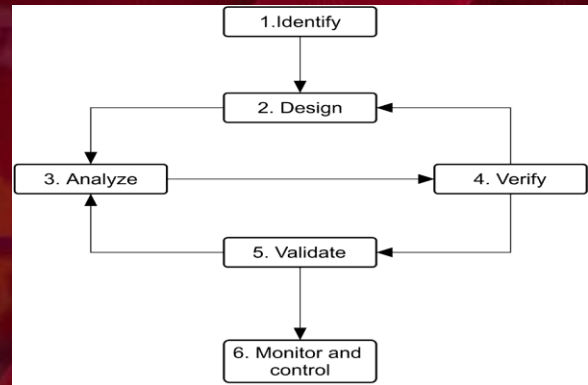 1.Identify
2. Design
3. Analyze
4. Verify
5. Validate
6. Monitor and
control